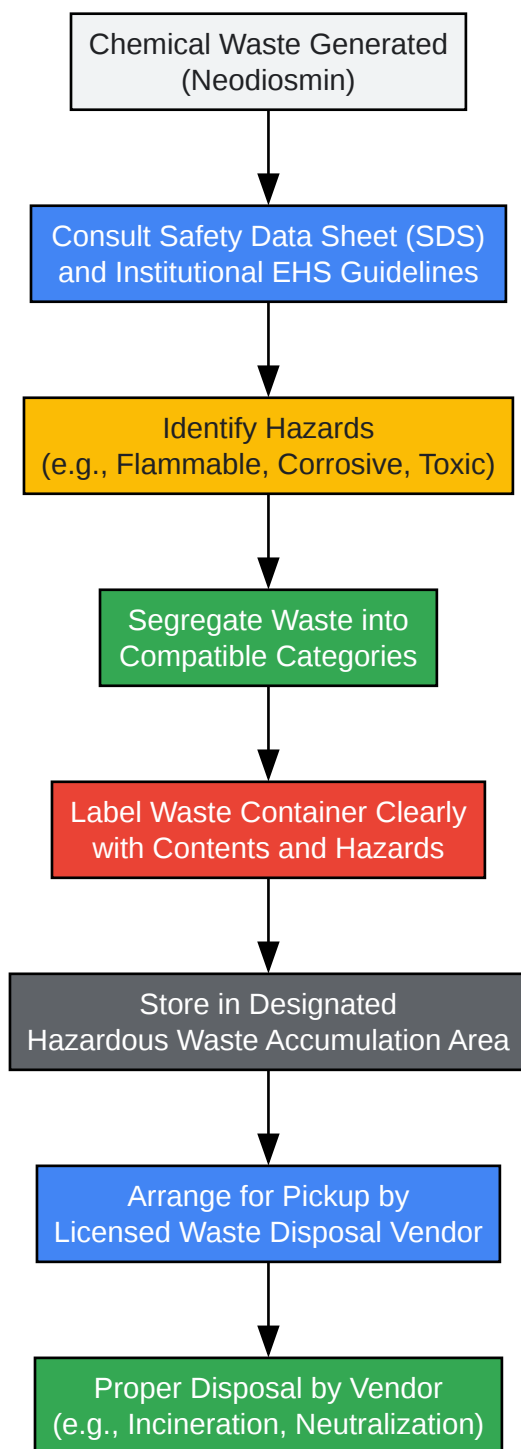 Chemical Waste Generated
(Neodiosmin)
Consult Safety Data Sheet (SDS)
and Institutional EHS Guidelines
Identify Hazards
(e.g., Flammable, Corrosive, Toxic)
Segregate Waste into
Compatible Categories
Label Waste Container Clearly
with Contents and Hazards
Store in Designated
Hazardous Waste Accumulation Area
Arrange for Pickup by
Licensed Waste Disposal Vendor
Proper Disposal by Vendor
(e.g., Incineration, Neutralization)